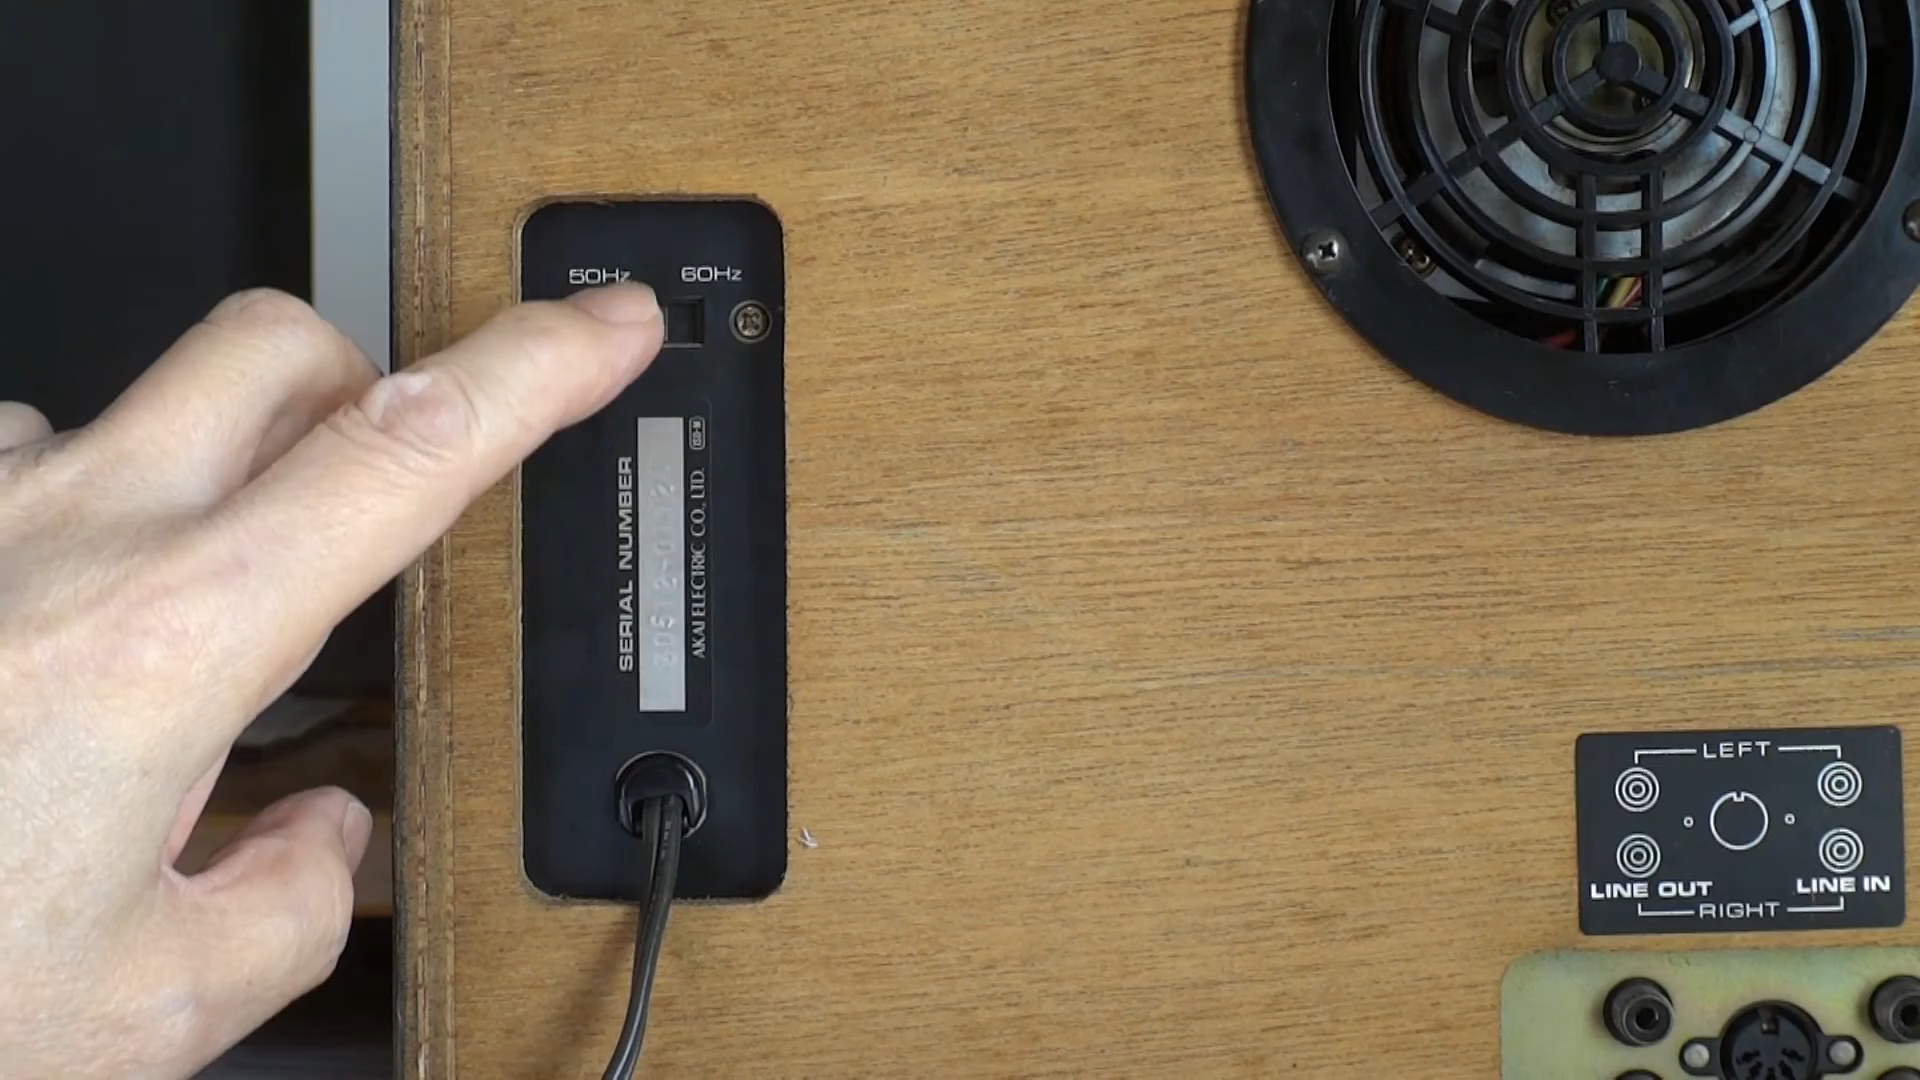 50Hz 60Hz
SERIAL NUMBER
AKAI ELECTRIC CO., LTD.
LEFT
LINE OUT LINE IN
RIGHT